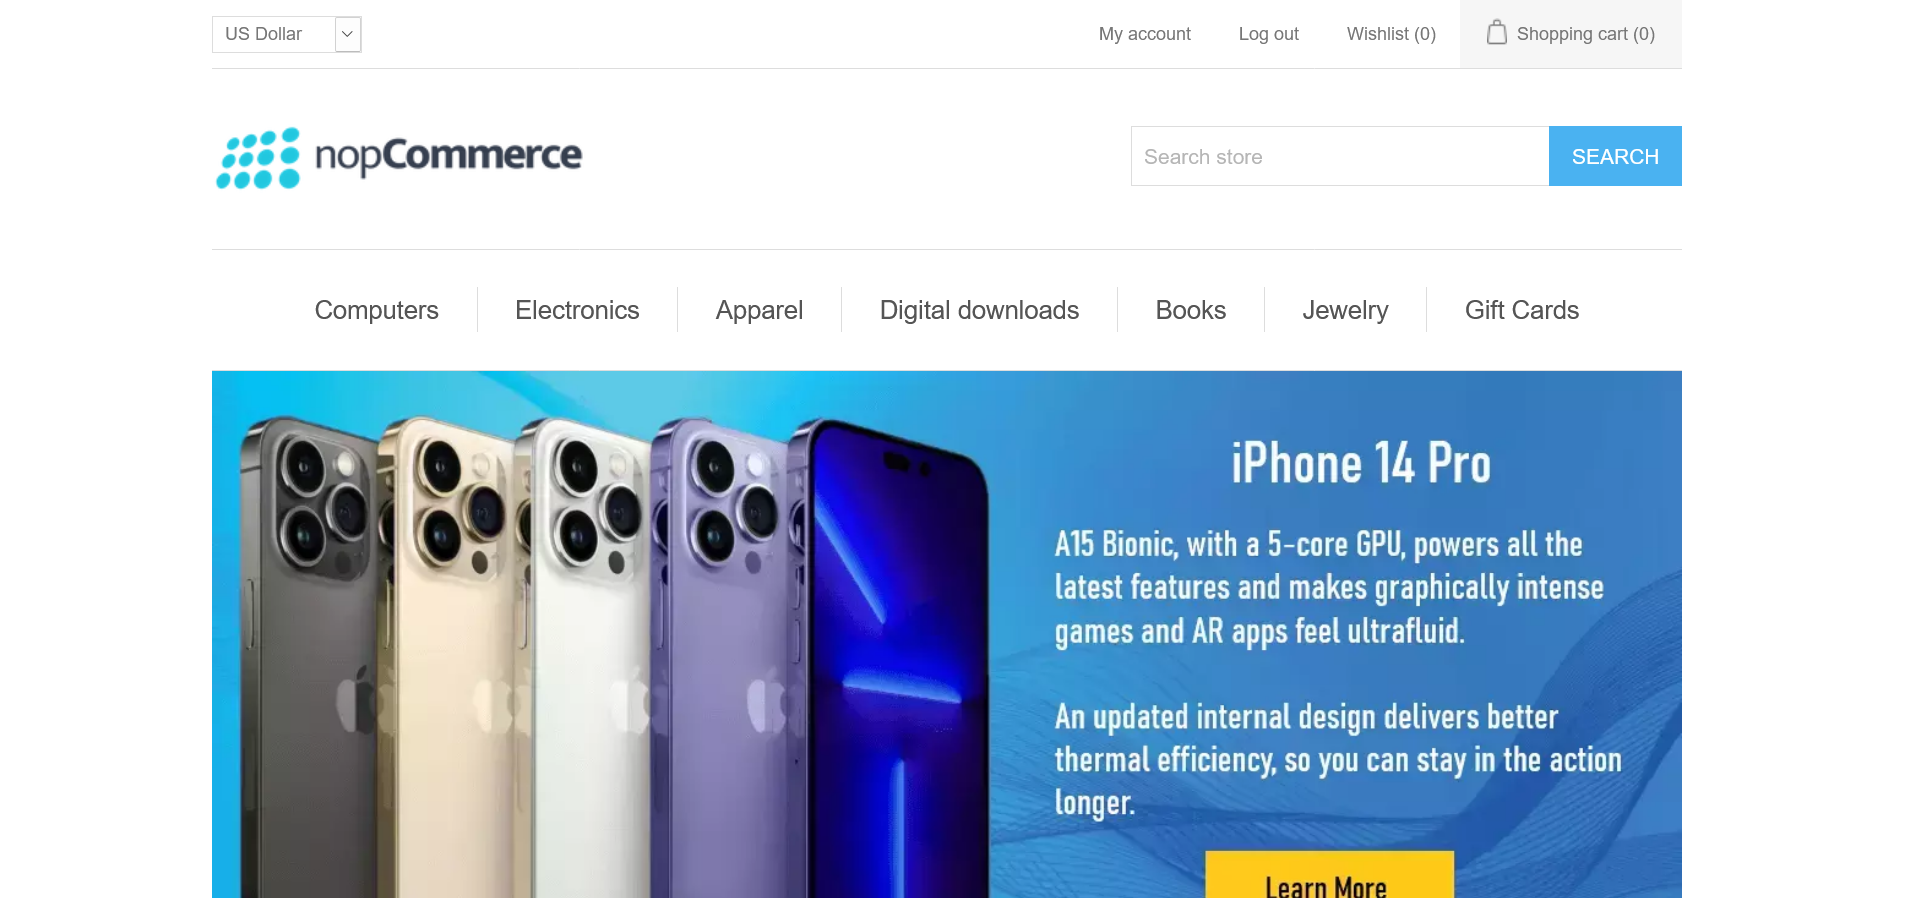 US Dollar
My account
Log out
Wishlist (0)
Shopping cart (0)
nopCommerce
Search store
SEARCH
Computers
Electronics
Apparel
Digital downloads
Books
Jewelry
Gift Cards
iPhone 14 Pro
A15 Bionic, with a 5-core GPU, powers all the
latest features and makes graphically intense
games and AR apps feel ultrafluid.
An updated internal design delivers better
thermal efficiency, so you can stay in the action
longer.
Learn More